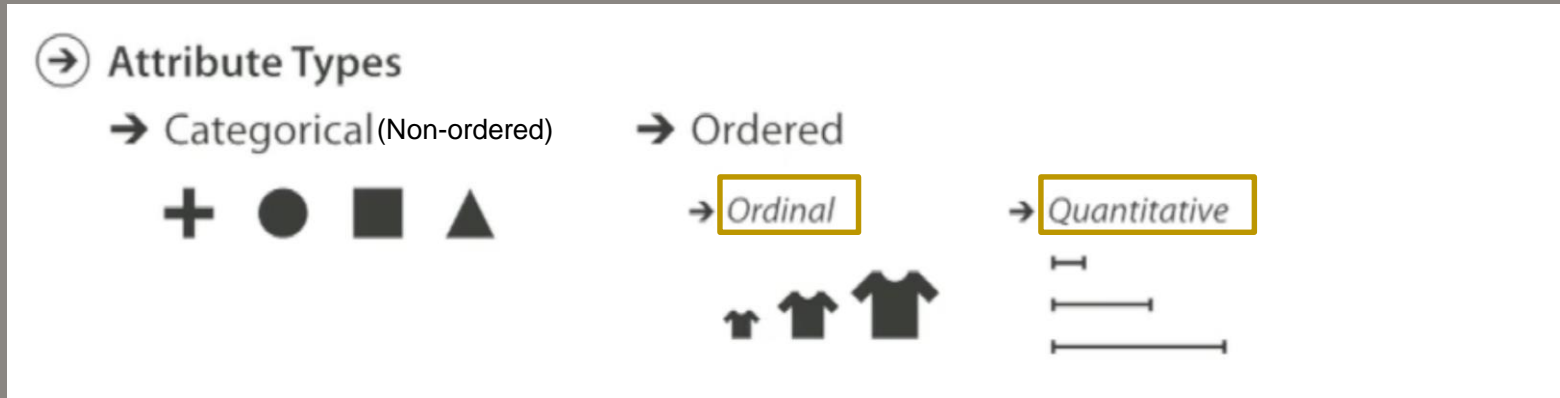 Attribute Types
→ Categorical (Non-ordered)
→ Ordered
→ Ordinal
→ Quantitative